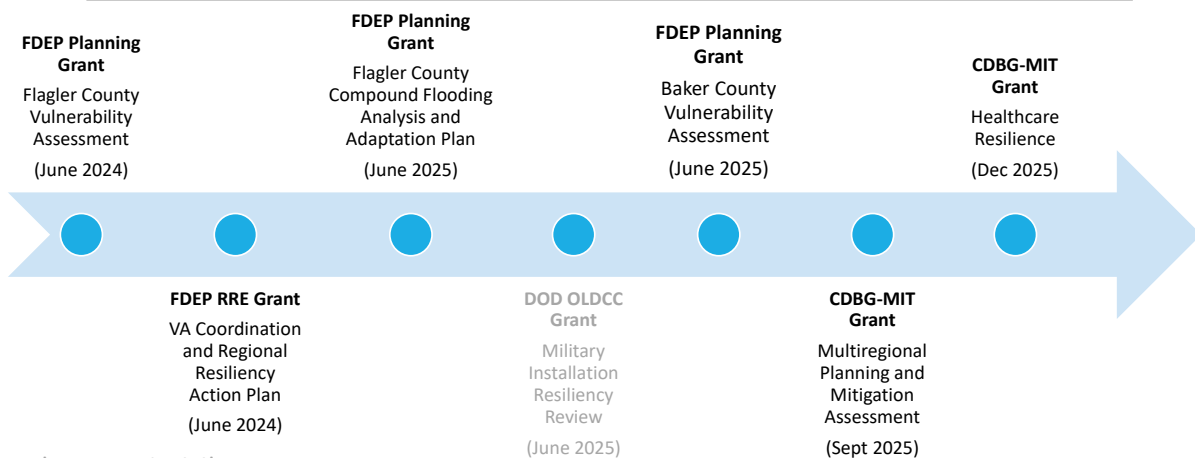 FDEP Planning
Grant
Flagler County
Vulnerability
Assessment
(June 2024)
FDEP RRE Grant
VA Coordination
and Regional
Resiliency
Action Plan
(June 2024)
FDEP Planning
Grant
Flagler County
Compound Flooding
Analysis and
Adaptation Plan
(June 2025)
DOD OLDCC
Grant
Military
Installation
Resiliency
Review
(June 2025)
FDEP Planning
Grant
Baker County
Vulnerability
Assessment
(June 2025)
CDBG-MIT
Grant
Multiregional
Planning and
Mitigation
Assessment
(Sept 2025)
CDBG-MIT
Grant
Healthcare
Resilience
(Dec 2025)